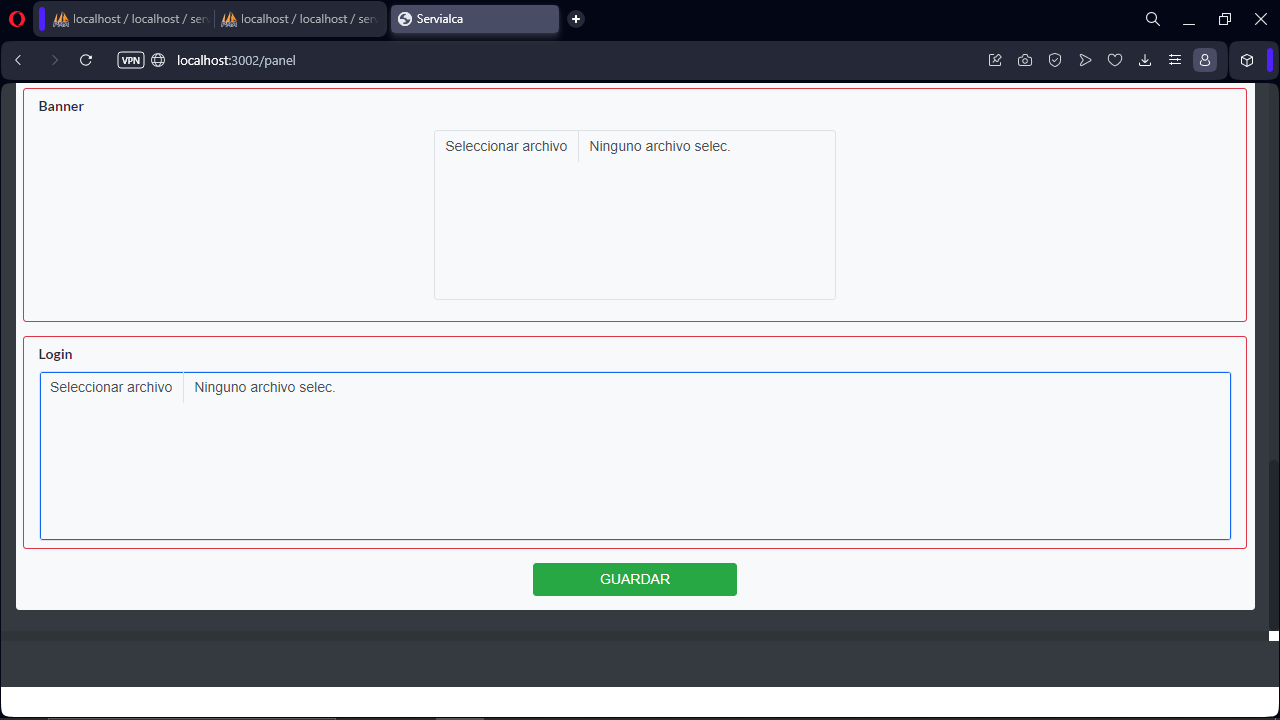 localhost / localhost / ser
localhost / localhost / ser
Servialca
VPN
localhost:3002/panel
Banner
Seleccionar archivo
Ninguno archivo selec.
Login
Seleccionar archivo
Ninguno archivo selec.
GUARDAR